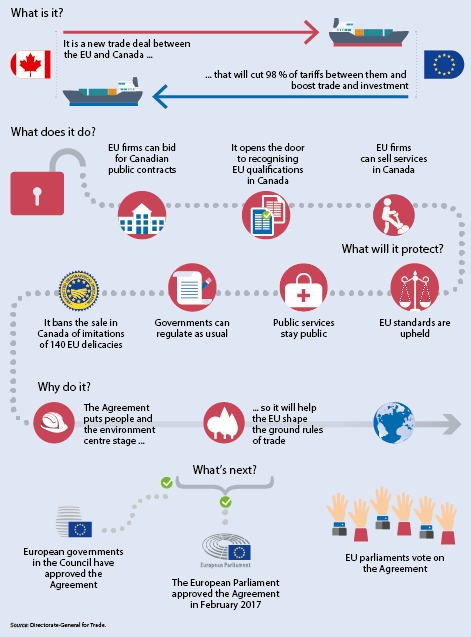 What is it?
It is a new trade deal between
the EU and Canada ...
... that will cut 98 % of tariffs between them and
boost trade and investment
What does it do?
EU firms can bid
for Canadian
public contracts
It opens the door
to recognising
EU qualifications
in Canada
EU firms
can sell services
in Canada
What will it protect?
It bans the sale in
Canada of imitations
of 140 EU delicacies
Governments can
regulate as usual
Public services
stay public
EU standards are
upheld
Why do it?
The Agreement
puts people and
the environment
centre stage ...
... so it will help
the EU shape
the ground rules
of trade
What's next?
European governments
in the Council have
approved the
Agreement
European Parliament
The European Parliament
approved the Agreement
in February 2017
EU parliaments vote on
the Agreement
Source: Directorate-General for Trade.